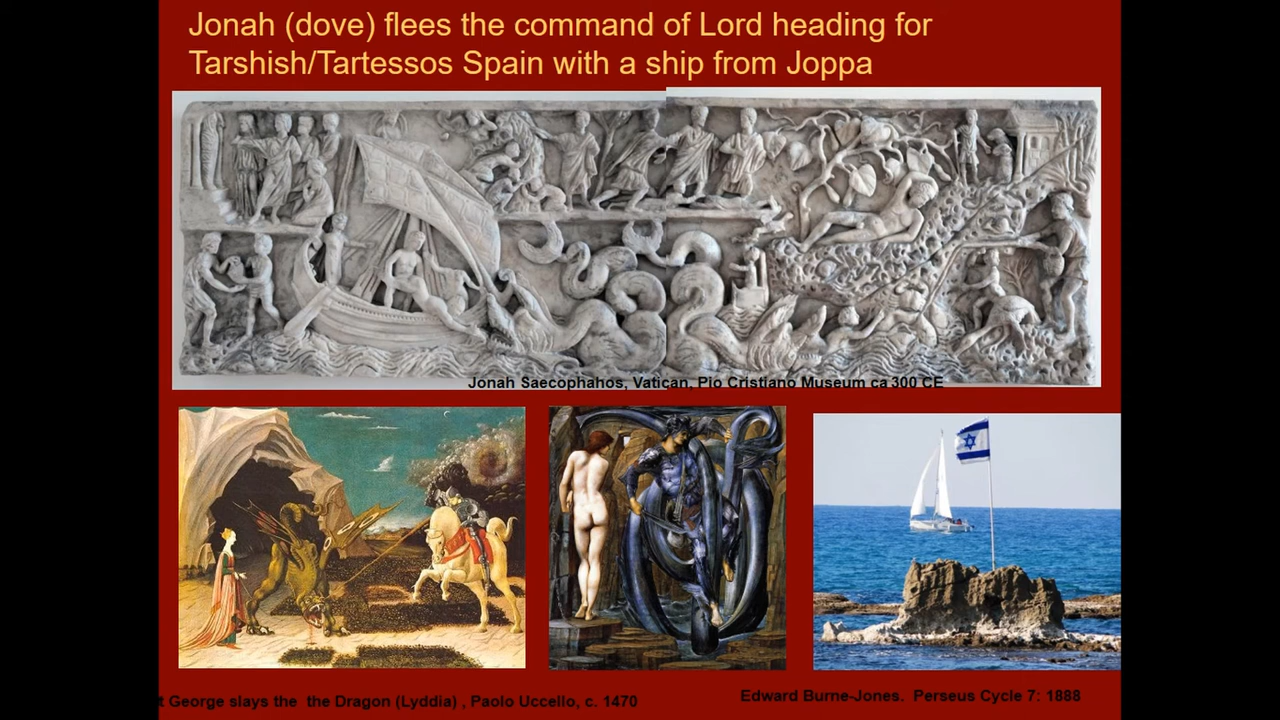 Jonah (dove) flees the command of Lord heading for
Tarshish/Tartessos Spain with a ship from Joppa
Jonah Saecophahos, Vatican, Pio Cristiano Museum ca 300 CE
t George slays the  the Dragon (Lyddia) , Paolo Uccello, c. 1470
Edward Burne-Jones.  Perseus Cycle 7: 1888